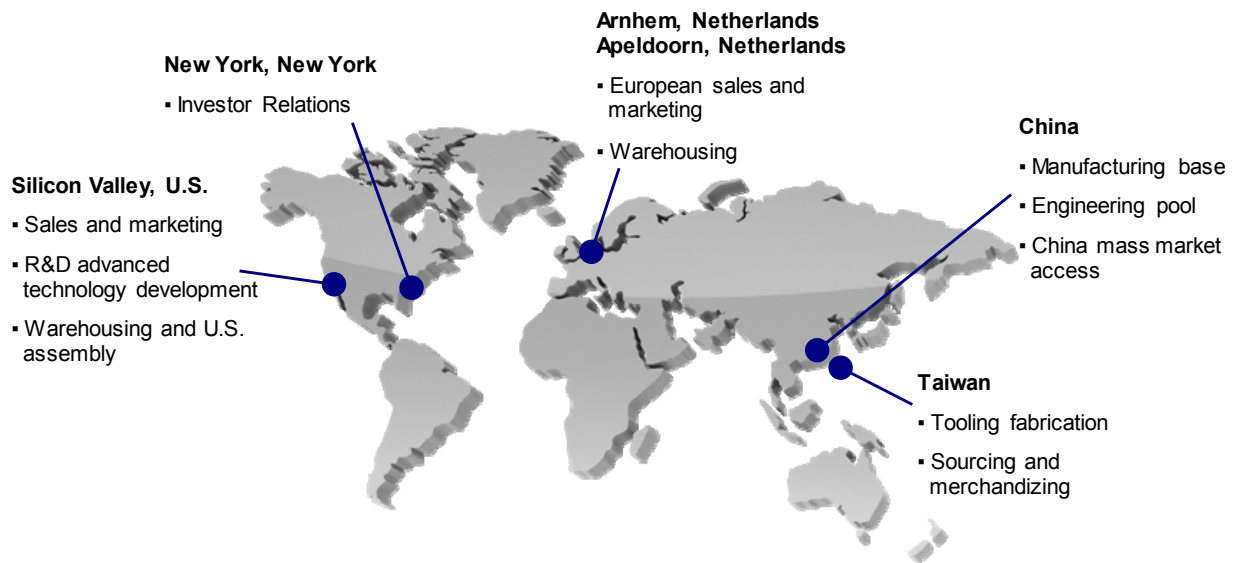 Arnhem, Netherlands
Apeldoorn, Netherlands
▪ European sales and
marketing
▪ Warehousing
New York, New York
▪ Investor Relations
China
▪ Manufacturing base
▪ Engineering pool
▪ China mass market
access
Silicon Valley, U.S.
▪ Sales and marketing
▪ R&D advanced
technology development
▪ Warehousing and U.S.
assembly
Taiwan
▪ Tooling fabrication
▪ Sourcing and
merchandizing